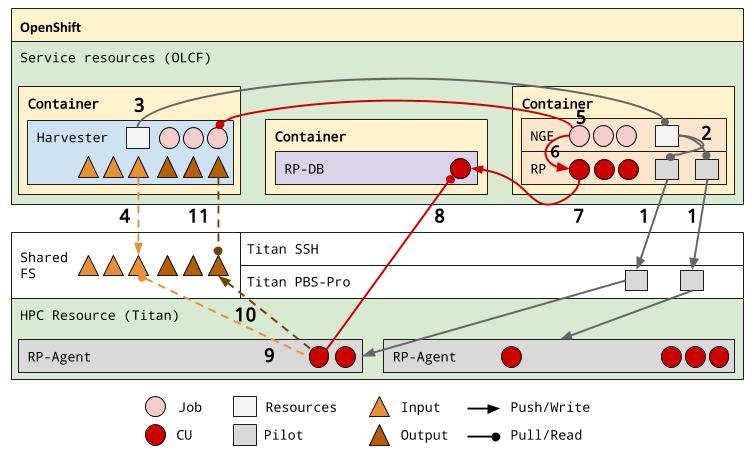 OpenShift
Service resources (OLCF)
Container
3
Harvester
Container
RP-DB
Container
5
NGE
2
6
RP
4
11
8
7
1
1
Shared
FS
Titan SSH
Titan PBS-Pro
HPC Resource (Titan)
10
RP-Agent
9
RP-Agent
Job
Resources
Input
Push/Write
CU
Pilot
Output
Pull/Read